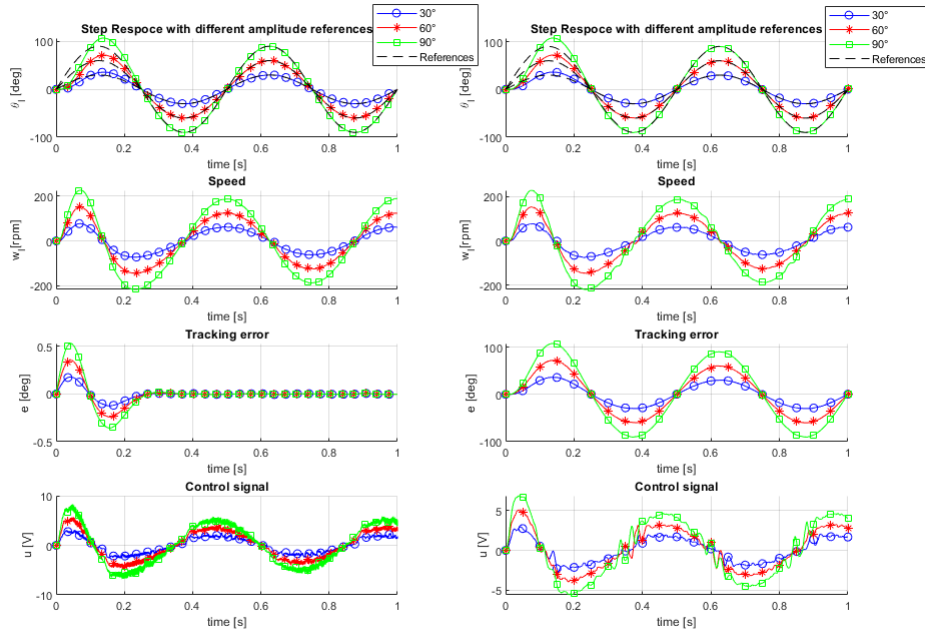 Step Respoce with different amplitude references
30°
60°
90°
References
θl [deg]
100
0
-100
0 0.2 0.4 0.6 0.8 1
time [s]
Speed
wl[rpm]
200
0
-200
0 0.2 0.4 0.6 0.8 1
time [s]
Tracking error
e [deg]
0.5
0
-0.5
0 0.2 0.4 0.6 0.8 1
time [s]
Control signal
u [V]
10
0
-10
0 0.2 0.4 0.6 0.8 1
time [s]
Step Respoce with different amplitude references
30°
60°
90°
References
θl [deg]
100
0
-100
0 0.2 0.4 0.6 0.8 1
time [s]
Speed
wl[rpm]
200
0
-200
0 0.2 0.4 0.6 0.8 1
time [s]
Tracking error
e [deg]
100
0
-100
0 0.2 0.4 0.6 0.8 1
time [s]
Control signal
u [V]
5
0
-5
0 0.2 0.4 0.6 0.8 1
time [s]